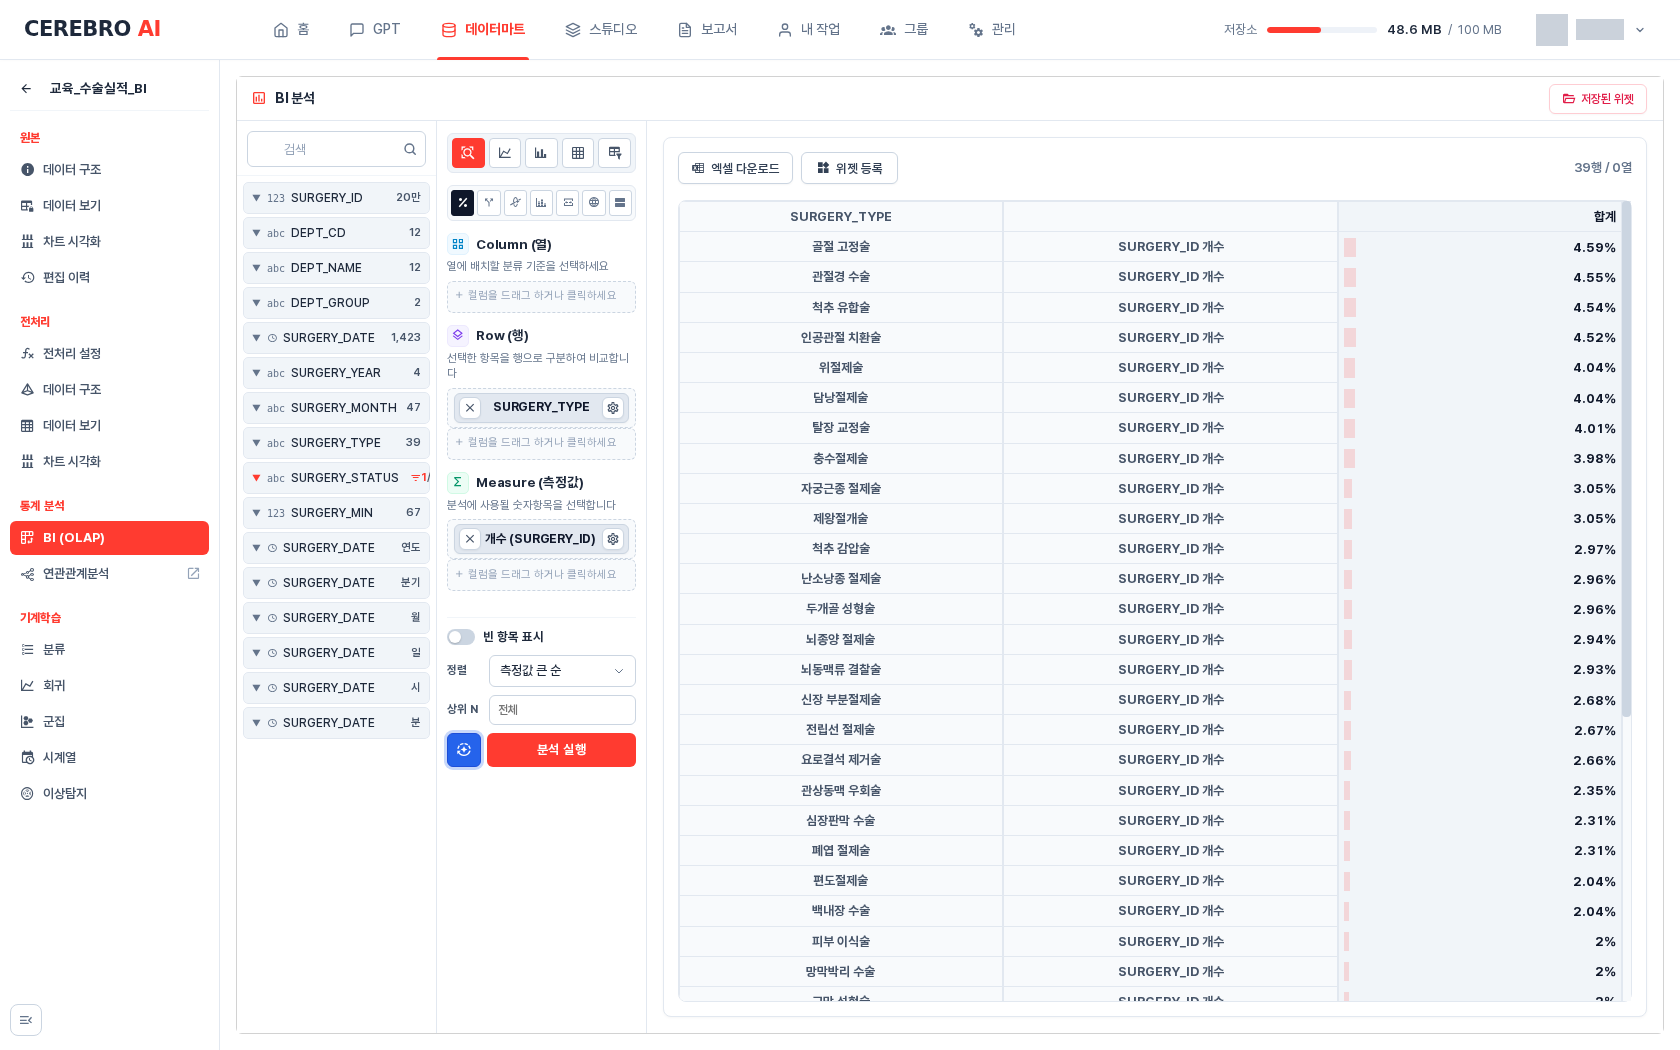 CEREBRO AI
홈
GPT
데이터마트
스튜디오
보고서
내 작업
그룹
관리
저장소
48.6 MB / 100 MB
교육_수술실적_BI
원본
데이터 구조
데이터 보기
차트 시각화
편집 이력
전처리
전처리 설정
데이터 구조
데이터 보기
차트 시각화
통계 분석
BI (OLAP)
연관관계분석
기계학습
분류
회귀
군집
시계열
이상탐지
BI 분석
저장된 위젯
검색
123 SURGERY_ID 20만
abc DEPT_CD 12
abc DEPT_NAME 12
abc DEPT_GROUP 2
SURGERY_DATE 1,423
abc SURGERY_YEAR 4
abc SURGERY_MONTH 47
abc SURGERY_TYPE 39
abc SURGERY_STATUS 1/
123 SURGERY_MIN 67
SURGERY_DATE 연도
SURGERY_DATE 분기
SURGERY_DATE 월
SURGERY_DATE 일
SURGERY_DATE 시
SURGERY_DATE 분
Column (열)
열에 배치할 분류 기준을 선택하세요
+ 컬럼을 드래그 하거나 클릭하세요
Row (행)
선택한 항목을 행으로 구분하여 비교합니
다
SURGERY_TYPE
+ 컬럼을 드래그 하거나 클릭하세요
Measure (측정값)
분석에 사용될 숫자항목을 선택합니다
개수 (SURGERY_ID)
+ 컬럼을 드래그 하거나 클릭하세요
빈 항목 표시
정렬 측정값 큰 순
상위 N 전체
분석 실행
엑셀 다운로드
위젯 등록
39행 / 0열
SURGERY_TYPE 합계
골절 고정술 SURGERY_ID 개수 4.59%
관절경 수술 SURGERY_ID 개수 4.55%
척추 유합술 SURGERY_ID 개수 4.54%
인공관절 치환술 SURGERY_ID 개수 4.52%
위절제술 SURGERY_ID 개수 4.04%
담낭절제술 SURGERY_ID 개수 4.04%
탈장 교정술 SURGERY_ID 개수 4.01%
충수절제술 SURGERY_ID 개수 3.98%
자궁근종 절제술 SURGERY_ID 개수 3.05%
제왕절개술 SURGERY_ID 개수 3.05%
척추 감압술 SURGERY_ID 개수 2.97%
난소낭종 절제술 SURGERY_ID 개수 2.96%
두개골 성형술 SURGERY_ID 개수 2.96%
뇌종양 절제술 SURGERY_ID 개수 2.94%
뇌동맥류 결찰술 SURGERY_ID 개수 2.93%
신장 부분절제술 SURGERY_ID 개수 2.68%
전립선 절제술 SURGERY_ID 개수 2.67%
요로결석 제거술 SURGERY_ID 개수 2.66%
관상동맥 우회술 SURGERY_ID 개수 2.35%
심장판막 수술 SURGERY_ID 개수 2.31%
폐엽 절제술 SURGERY_ID 개수 2.31%
편도절제술 SURGERY_ID 개수 2.04%
백내장 수술 SURGERY_ID 개수 2.04%
피부 이식술 SURGERY_ID 개수 2%
망막박리 수술 SURGERY_ID 개수 2%
SURGERY_ID 개수 2%